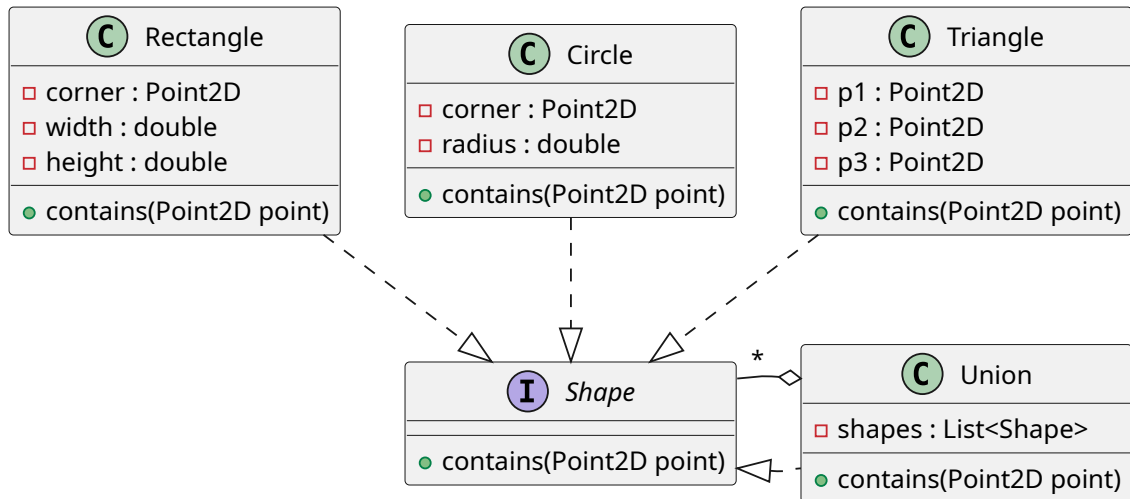 C Rectangle
corner : Point2D
width : double
height : double
contains(Point2D point)
C Circle
corner : Point2D
radius : double
contains(Point2D point)
C Triangle
p1 : Point2D
p2 : Point2D
p3 : Point2D
contains(Point2D point)
I Shape
contains(Point2D point)
*
C Union
shapes : List<Shape>
contains(Point2D point)